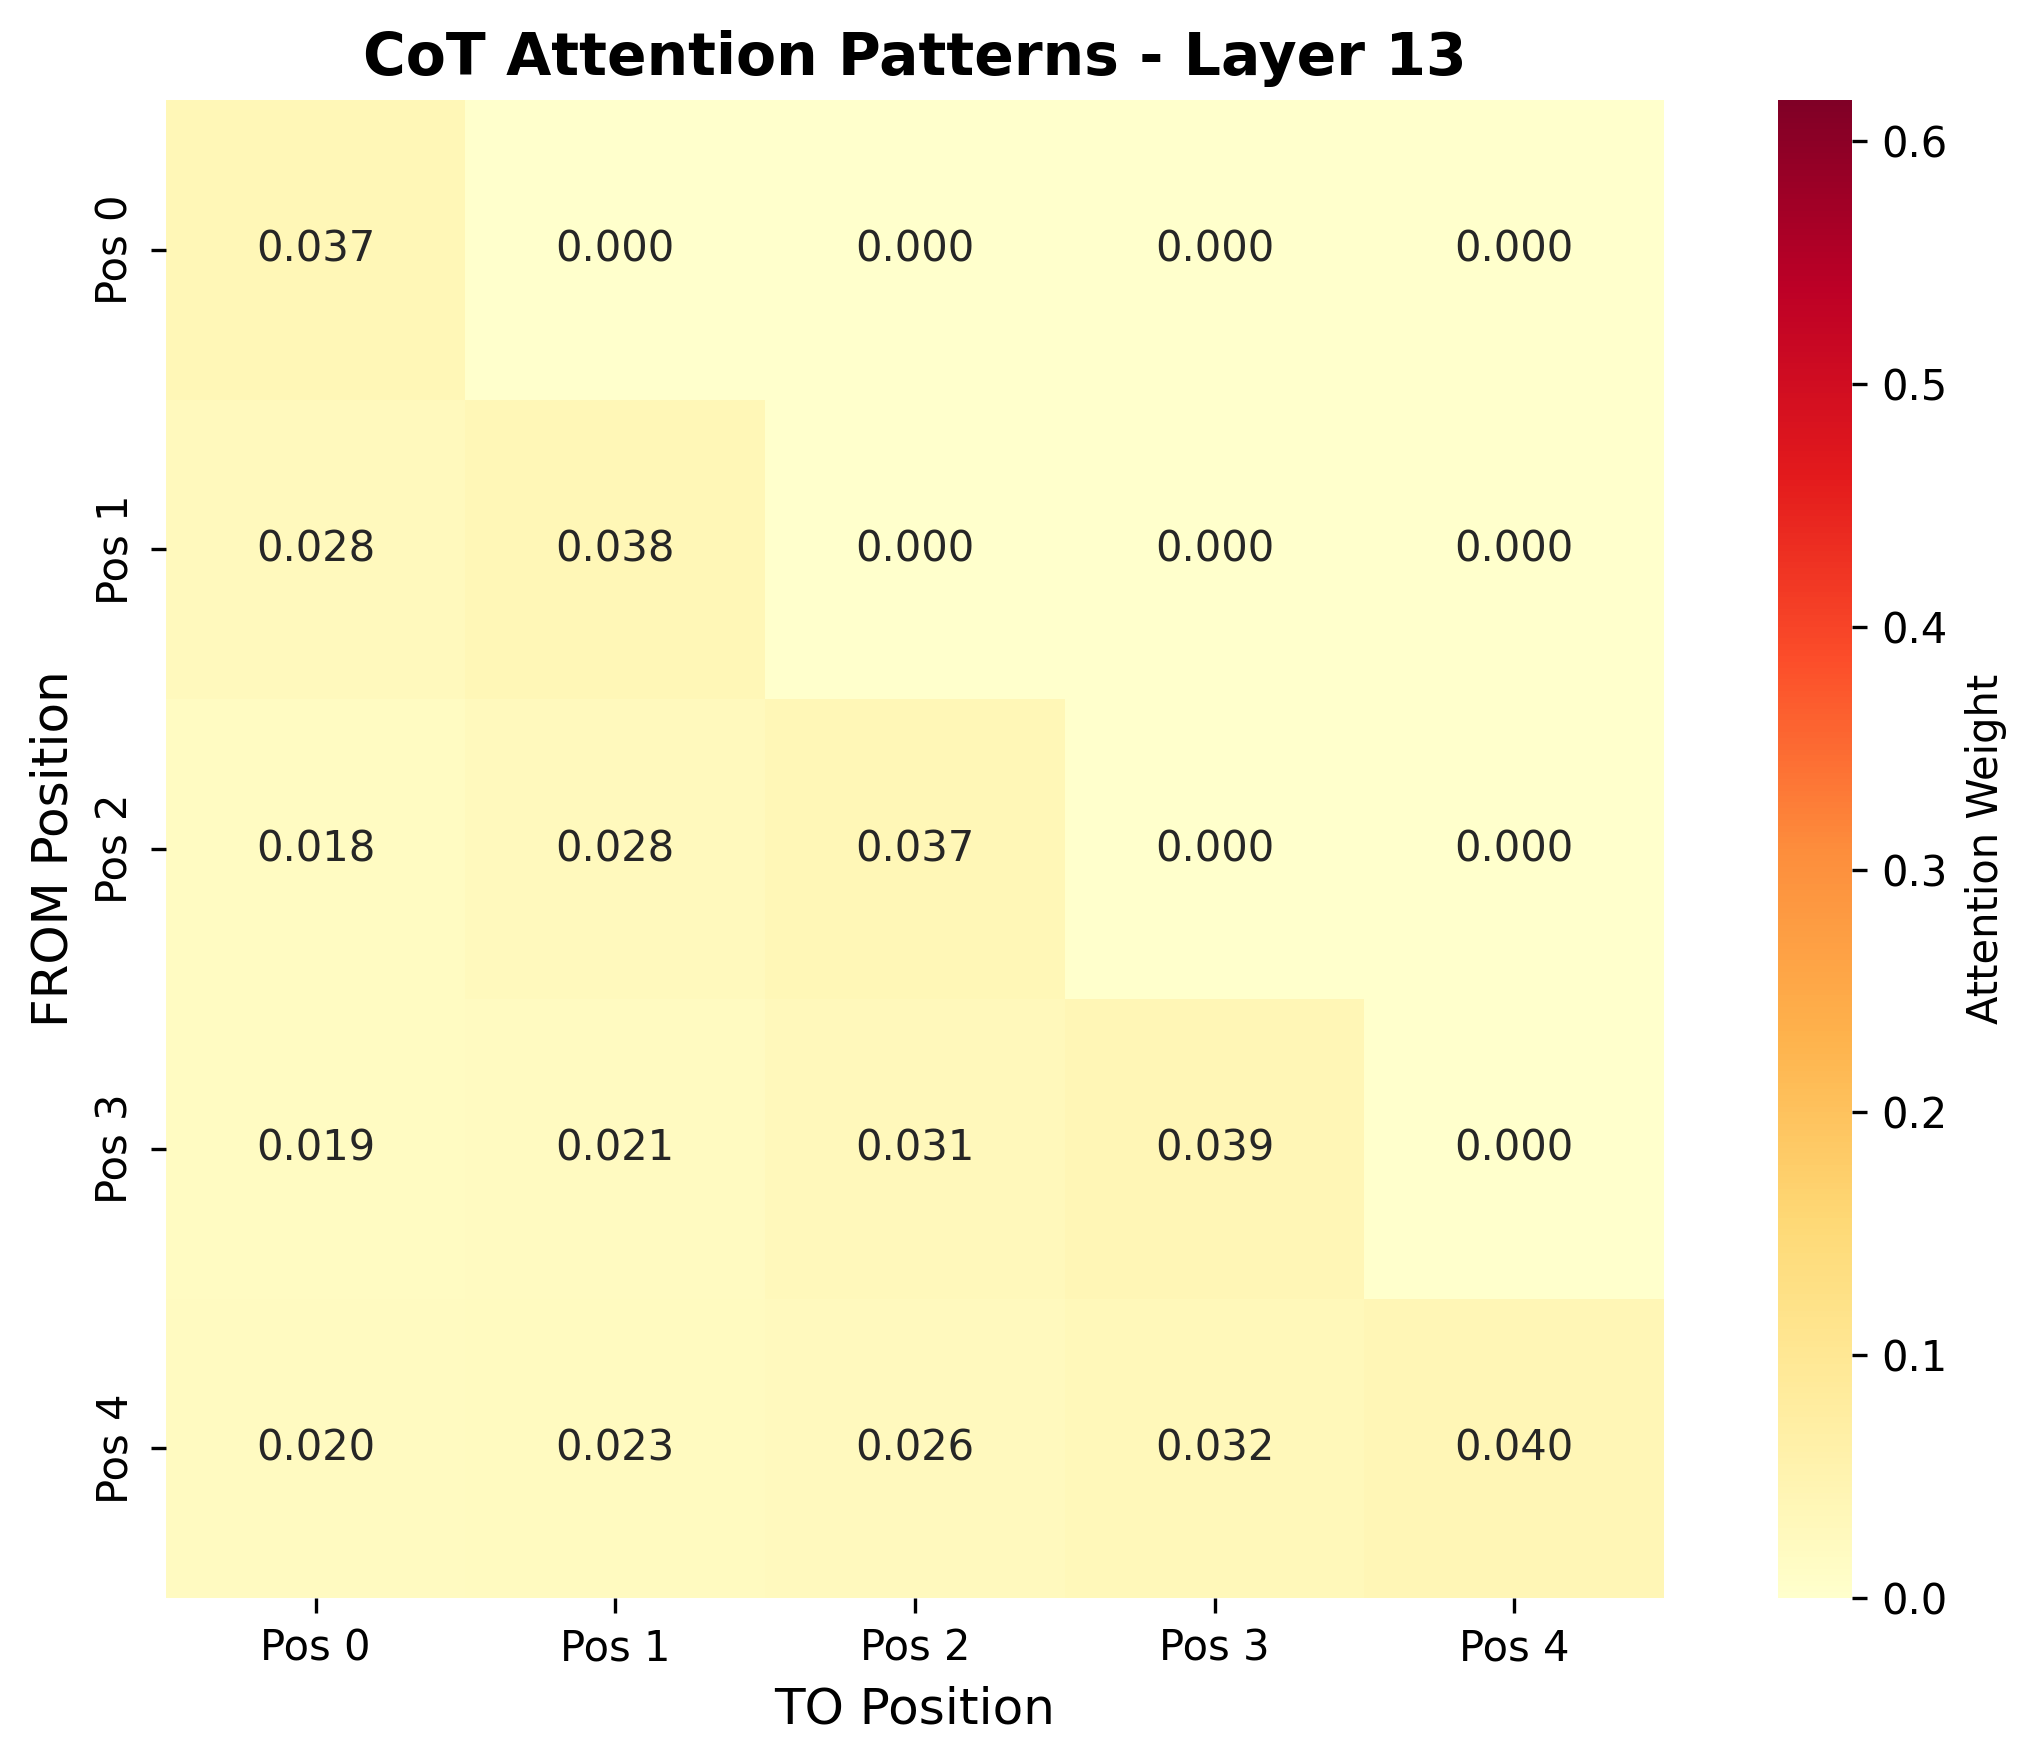 CoT Attention Patterns - Layer 13
FROM Position
Pos 0
0.037 0.000 0.000 0.000 0.000
Pos 1
0.028 0.038 0.000 0.000 0.000
Pos 2
0.018 0.028 0.037 0.000 0.000
Pos 3
0.019 0.021 0.031 0.039 0.000
Pos 4
0.020 0.023 0.026 0.032 0.040
Pos 0 Pos 1 Pos 2 Pos 3 Pos 4
TO Position
0.6
0.5
0.4
0.3
0.2
0.1
0.0
Attention Weight